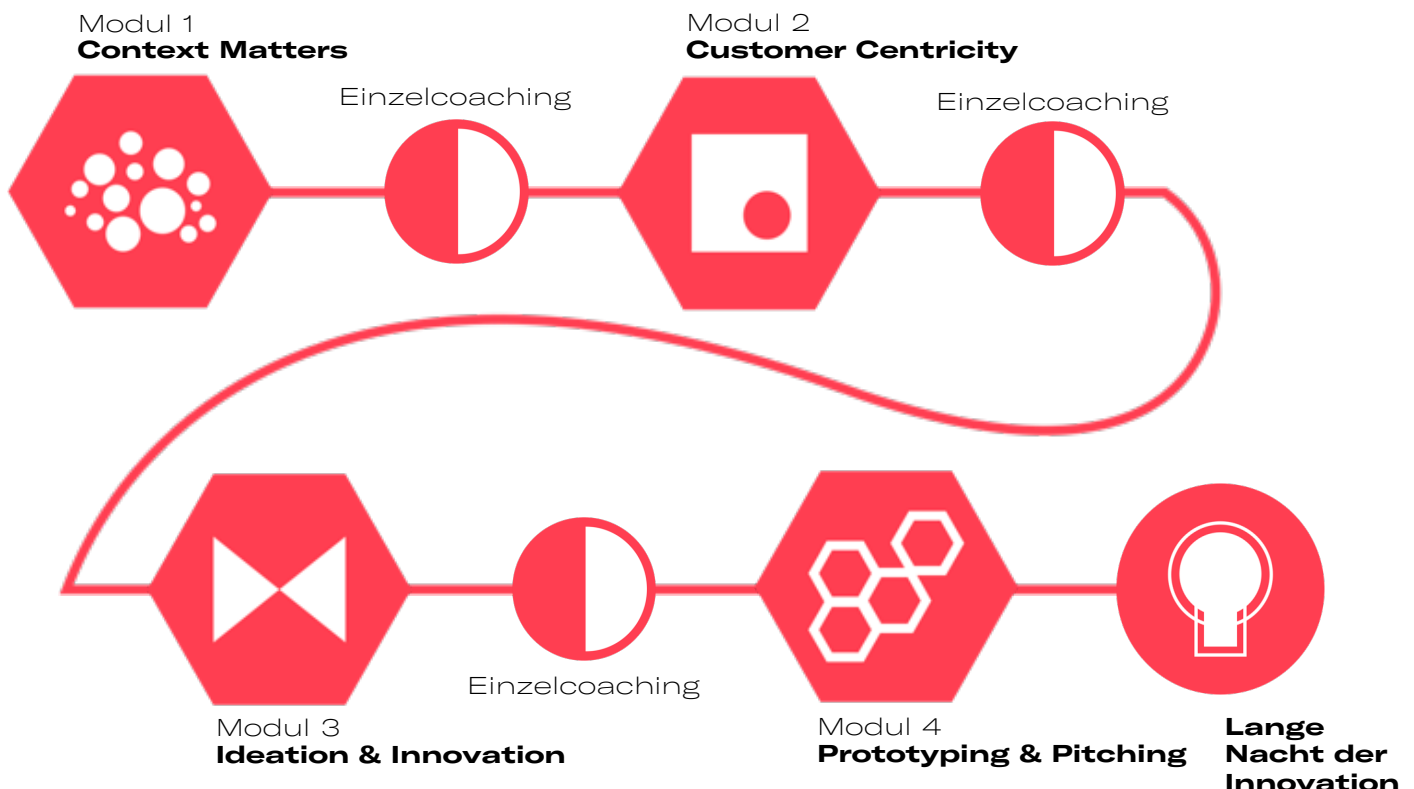 Modul 1
Context Matters
Einzelcoaching
Modul 2
Customer Centricity
Einzelcoaching
Modul 3
Ideation & Innovation
Einzelcoaching
Modul 4
Prototyping & Pitching
Lange
Nacht der
Innovation